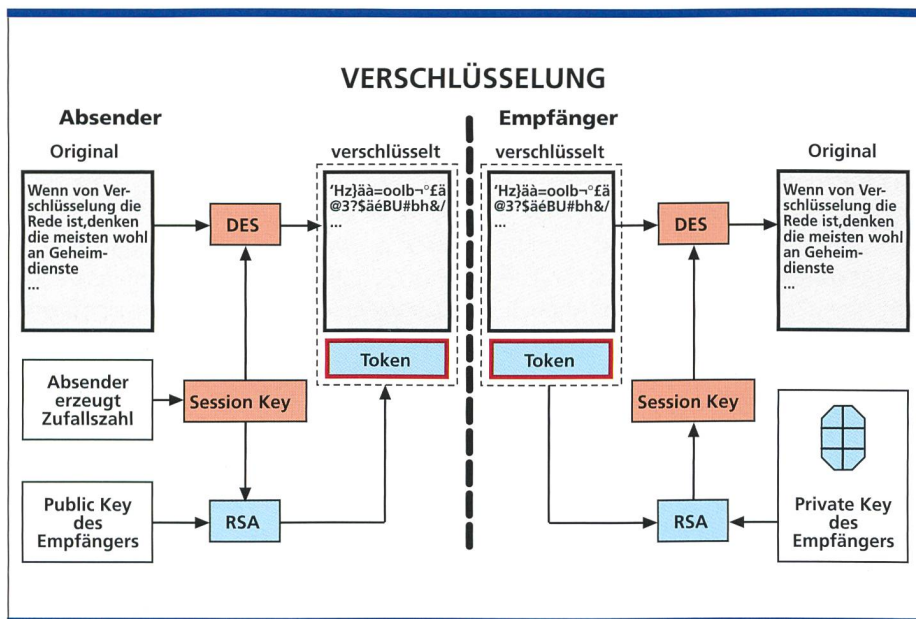 VERSCHLÜSSELUNG
Absender
Original
Wenn von Ver-
schlüsselung die
Rede ist,denken
die meisten wohl
an Geheim-
dienste
...
DES
verschlüsselt
‘Hz}äà=ooIb¬°£ä
@3?$äéBU#bh&/
...
Token
Absender
erzeugt
Zufallszahl
Session Key
Public Key
des
Empfängers
RSA
Empfänger
verschlüsselt
‘Hz}äà=ooIb¬°£ä
@3?$äéBU#bh&/
...
Token
DES
Original
Wenn von Ver-
schlüsselung die
Rede ist,denken
die meisten wohl
an Geheim-
dienste
...
Session Key
RSA
Private Key
des
Empfängers